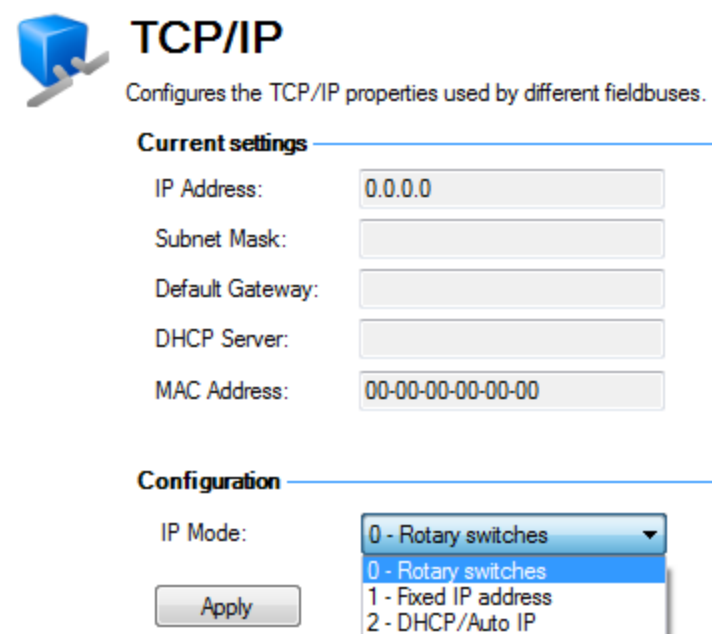 TCP/IP
Configures the TCP/IP properties used by different fieldbuses.
Current settings
IP Address: 0.0.0.0
Subnet Mask:
Default Gateway:
DHCP Server:
MAC Address: 00-00-00-00-00-00
Configuration
IP Mode: 0 - Rotary switches
0 - Rotary switches
1 - Fixed IP address
Apply
2 - DHCP/Auto IP